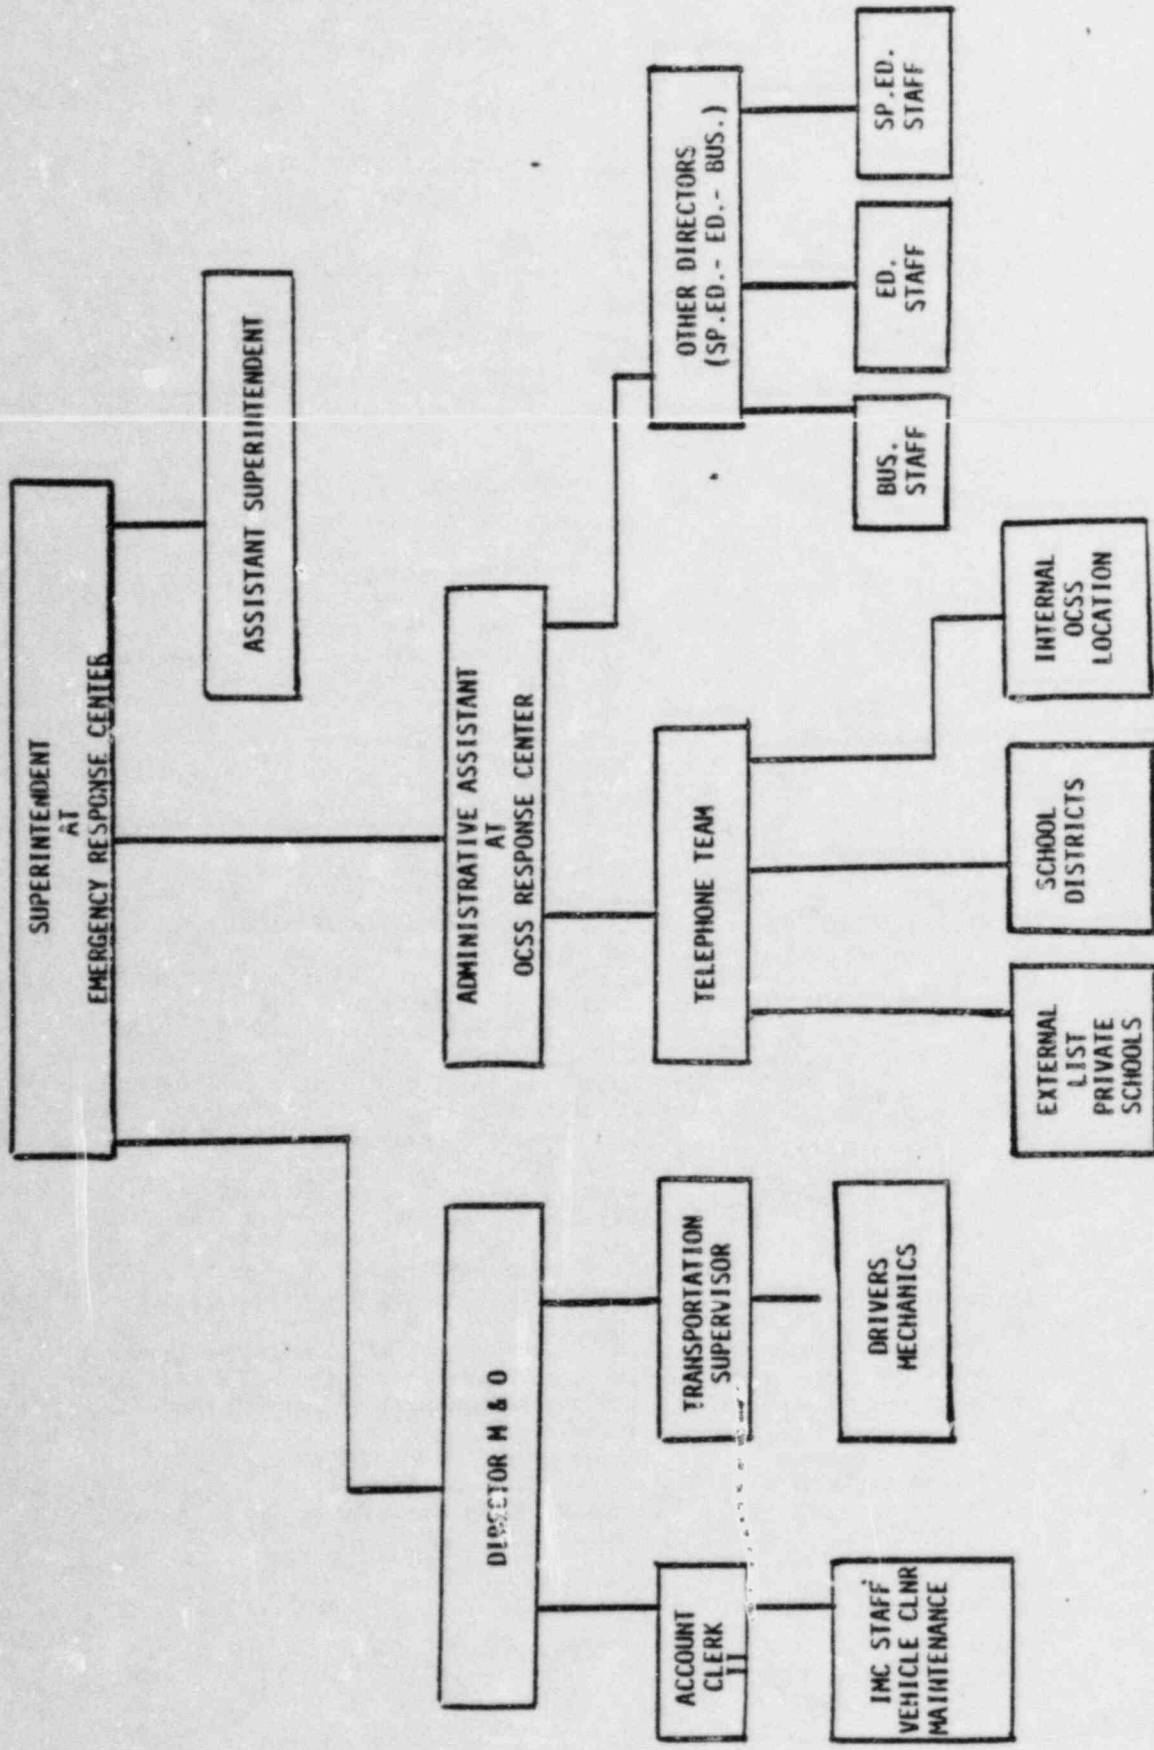 SUPERINTENDENT
AT
EMERGENCY RESPONSE CENTER
ASSISTANT SUPERINTENDENT
DIRECTOR M & O
ADMINISTRATIVE ASSISTANT
AT
OCSS RESPONSE CENTER
ACCOUNT
CLERK
II
TRANSPORTATION
SUPERVISOR
TELEPHONE TEAM
OTHER DIRECTORS
(SP.ED.- ED.- BUS.)
IMC STAFF
VEHICLE CLNR
MAINTENANCE
DRIVERS
MECHANICS
EXTERNAL
LIST
PRIVATE
SCHOOLS
SCHOOL
DISTRICTS
INTERNAL
OCSS
LOCATION
BUS.
STAFF
ED.
STAFF
SP.ED.
STAFF